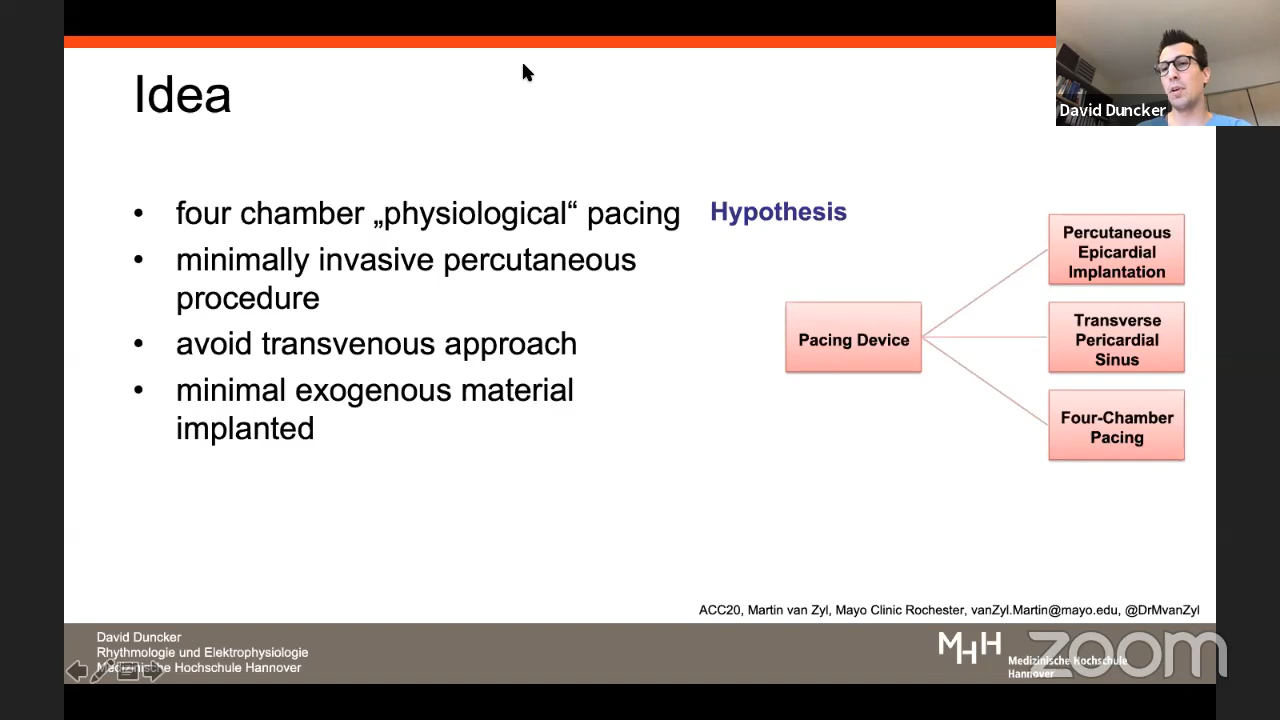 David Duncker
Idea
• four chamber „physiological“ pacing
• minimally invasive percutaneous
procedure
• avoid transvenous approach
• minimal exogenous material
implanted
Hypothesis
Pacing Device
Percutaneous
Epicardial
Implantation
Transverse
Pericardial
Sinus
Four-Chamber
Pacing
ACC20, Martin van Zyl, Mayo Clinic Rochester, vanZyl.Martin@mayo.edu, @DrMvanZyl
David Duncker
Rhythmologie und Elektrophysiologie
Medizinische Hochschule Hannover
MHH
Medizinische Hochschule
Hannover
zoom